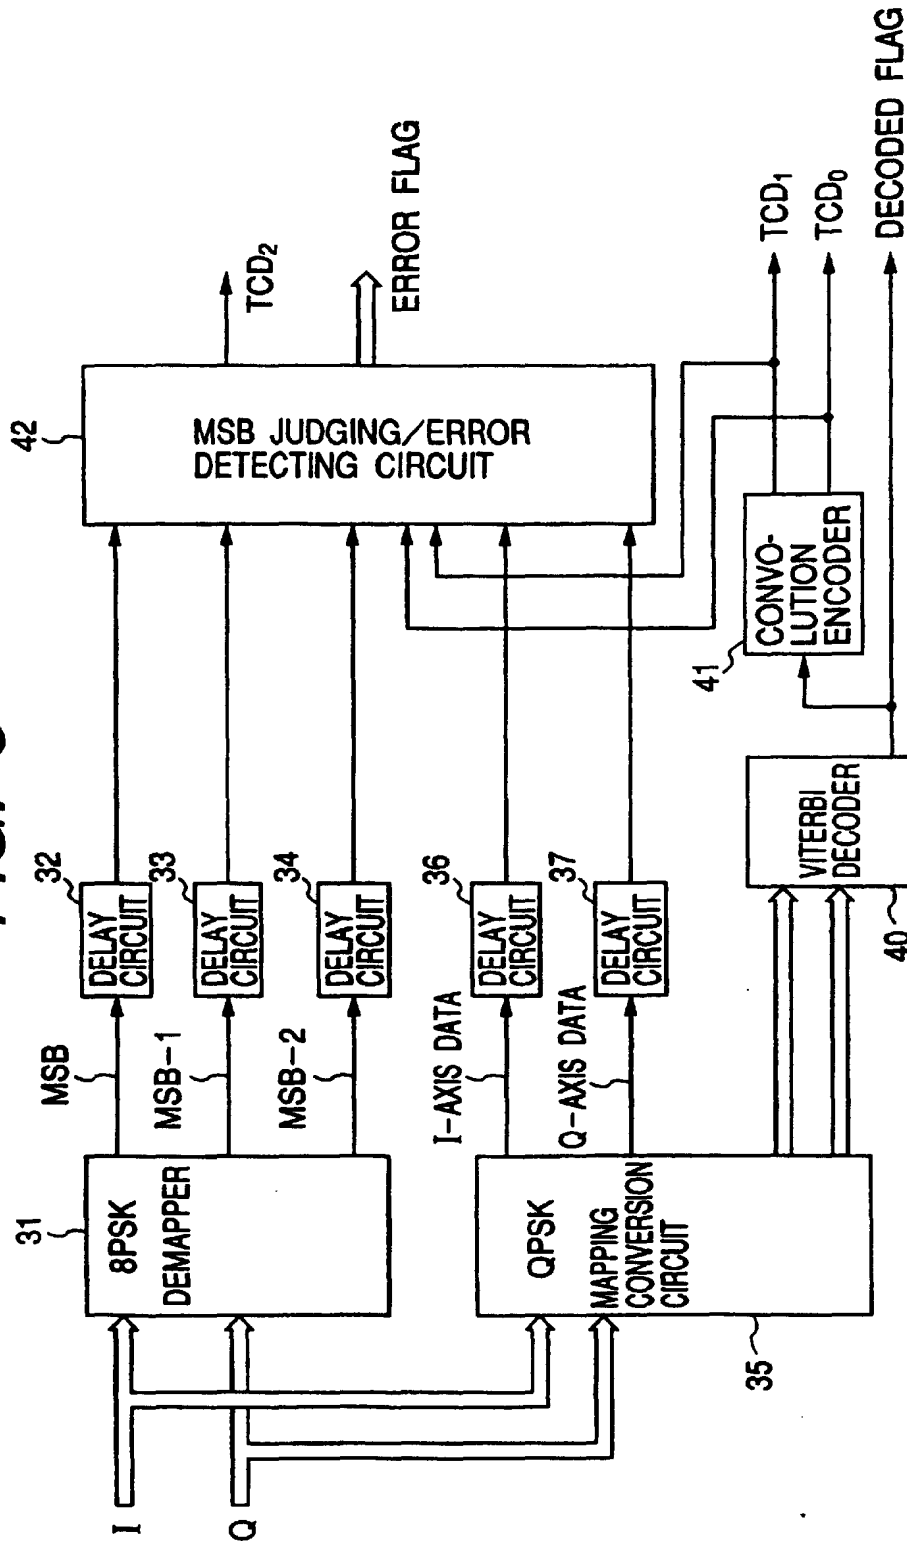 I
Q
31
8PSK
DEMAPPER
MSB
MSB-1
MSB-2
32
DELAY
CIRCUIT
33
DELAY
CIRCUIT
34
DELAY
CIRCUIT
42
MSB JUDGING/ERROR
DETECTING CIRCUIT
TCD2
ERROR FLAG
35
QPSK
MAPPING
CONVERSION
CIRCUIT
I-AXIS DATA
Q-AXIS DATA
36
DELAY
CIRCUIT
37
DELAY
CIRCUIT
40
VITERBI
DECODER
41
CONVO-
LUTION
ENCODER
TCD1
TCD0
DECODED FLAG